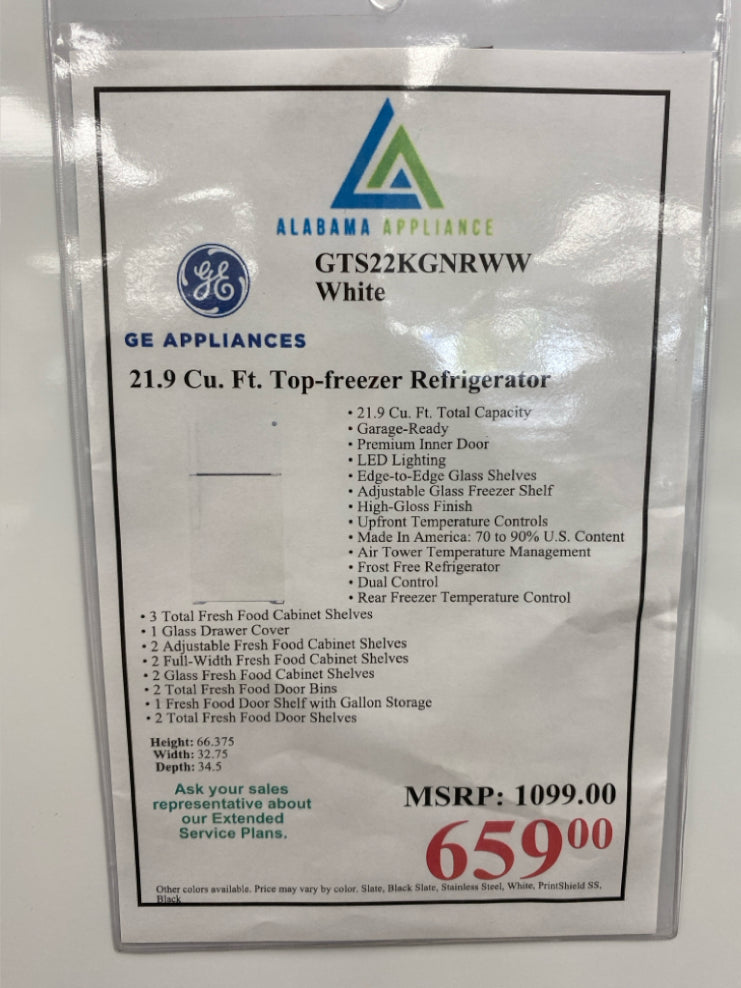 ALABAMA APPLIANCE
GE
GTS22KGNRWW
White
GE APPLIANCES
21.9 Cu. Ft. Top-freezer Refrigerator
• 21.9 Cu. Ft. Total Capacity
• Garage-Ready
• Premium Inner Door
• LED Lighting
• Edge-to-Edge Glass Shelves
• Adjustable Glass Freezer Shelf
• High-Gloss Finish
• Upfront Temperature Controls
• Made In America: 70 to 90% U.S. Content
• Air Tower Temperature Management
• Frost Free Refrigerator
• Dual Control
• Rear Freezer Temperature Control
• 3 Total Fresh Food Cabinet Shelves
• 1 Glass Drawer Cover
• 2 Adjustable Fresh Food Cabinet Shelves
• 2 Full-Width Fresh Food Cabinet Shelves
• 2 Glass Fresh Food Cabinet Shelves
• 2 Total Fresh Food Door Bins
• 1 Fresh Food Door Shelf with Gallon Storage
• 2 Total Fresh Food Door Shelves
Height: 66.375
Width: 32.75
Depth: 34.5
Ask your sales
representative about
our Extended
Service Plans.
MSRP: 1099.00
65900
Other colors available. Price may vary by color. Slate, Black Slate, Stainless Steel, White, PrintShield SS,
Black